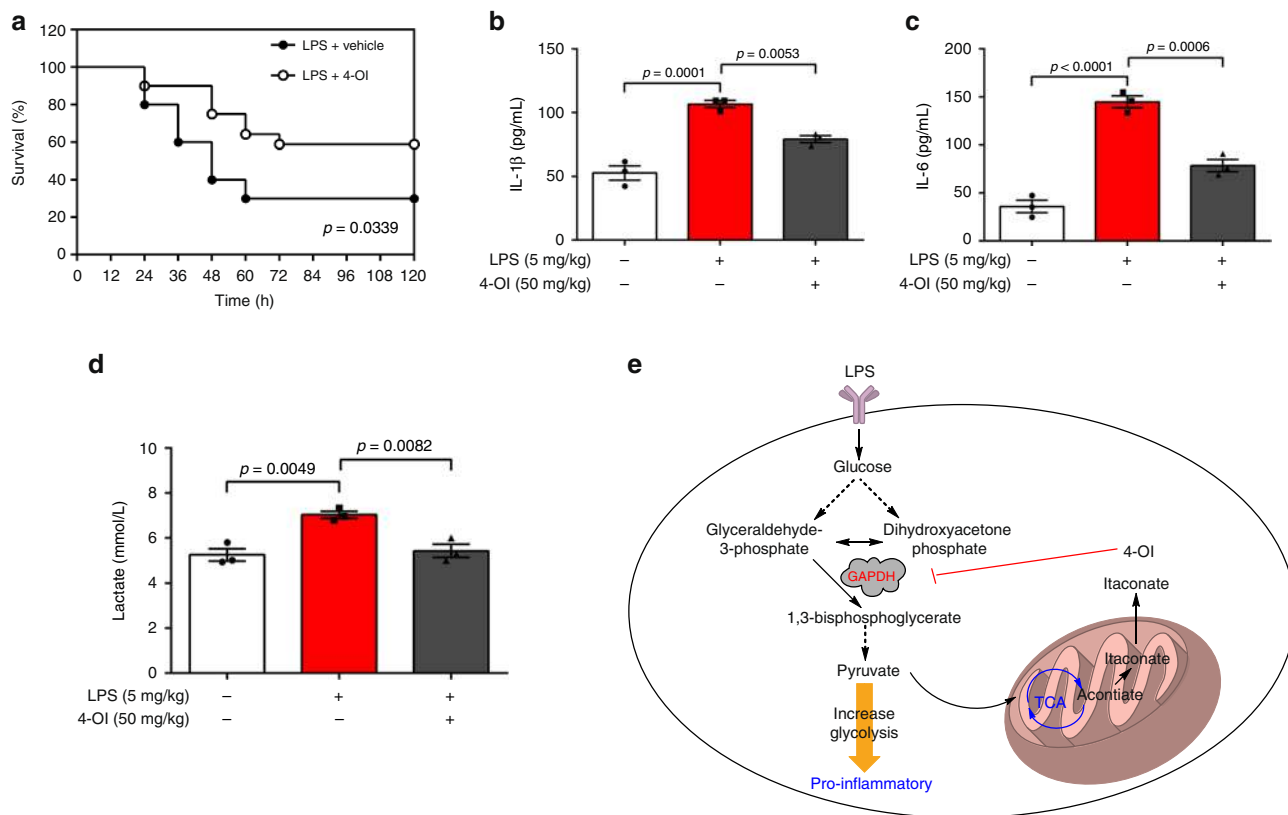 a
120
100
80
60
40
20
0
Survival (%)
LPS + vehicle
LPS + 4-OI
p = 0.0339
0 12 24 36 48 60 72 84 96 108 120
Time (h)
b
150
100
50
0
IL-1β (pg/mL)
p = 0.0001
p = 0.0053
LPS (5 mg/kg) – + +
4-OI (50 mg/kg) – – +
c
200
150
100
50
0
IL-6 (pg/mL)
p < 0.0001
p = 0.0006
LPS (5 mg/kg) – + +
4-OI (50 mg/kg) – – +
d
10
8
6
4
2
0
Lactate (mmol/L)
p = 0.0049
p = 0.0082
LPS (5 mg/kg) – + +
4-OI (50 mg/kg) – – +
e
LPS
Glucose
Glyceraldehyde-
3-phosphate
Dihydroxyacetone
phosphate
GAPDH
4-OI
1,3-bisphosphoglycerate
Itaconate
Pyruvate
Itaconate
Acontiate
TCA
Increase
glycolysis
Pro-inflammatory